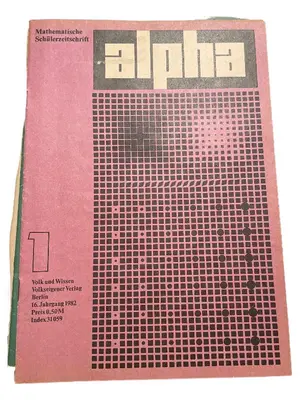 Mathematische
Schülerzeitschrift
alpha
1
Volk und Wissen
Volkseigener Verlag
Berlin
16. Jahrgang 1982
Preis 0,50 M
Index 31 059